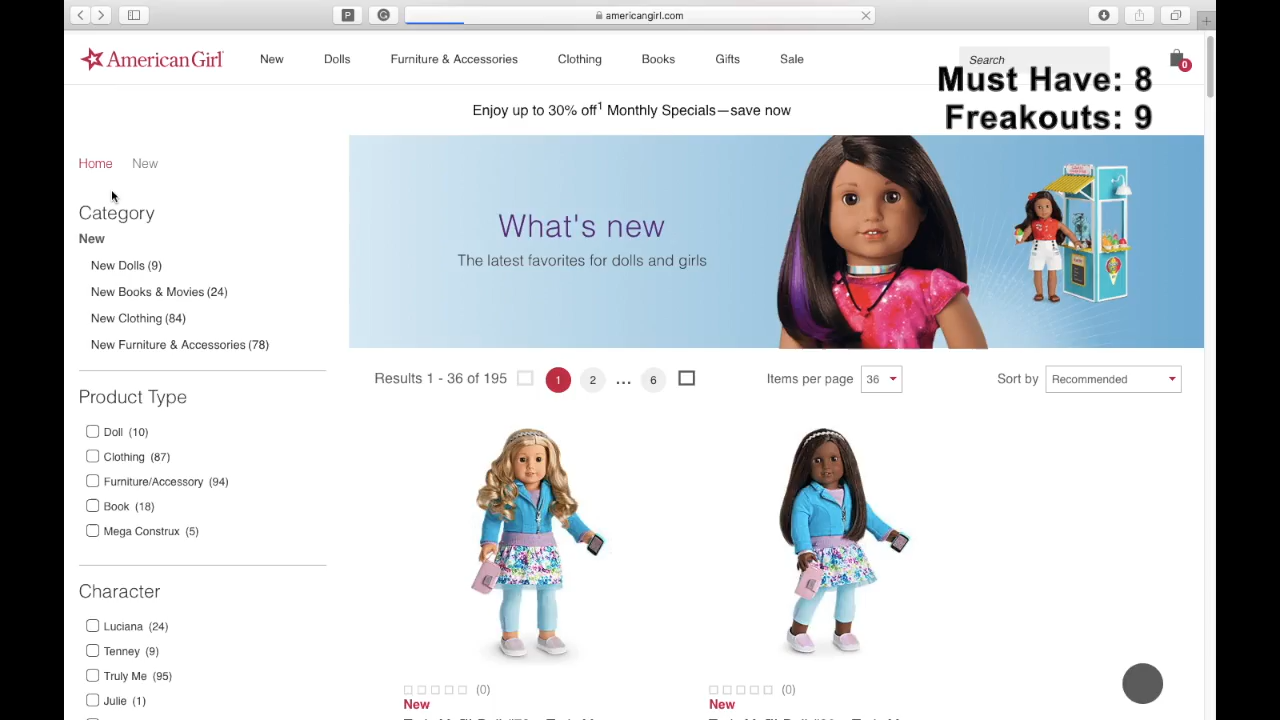 americangirl.com
AmericanGirl
New
Dolls
Furniture & Accessories
Clothing
Books
Gifts
Sale
Search
0
Must Have: 8
Freakouts: 9
Enjoy up to 30% off¹ Monthly Specials—save now
Home New
What's new
The latest favorites for dolls and girls
Category
New
New Dolls (9)
New Books & Movies (24)
New Clothing (84)
New Furniture & Accessories (78)
Results 1 - 36 of 195
1 2 ... 6
Items per page 36
Sort by Recommended
Product Type
Doll (10)
Clothing (87)
Furniture/Accessory (94)
Book (18)
Mega Construx (5)
Character
Luciana (24)
Tenney (9)
Truly Me (95)
Julie (1)
(0)
New
(0)
New